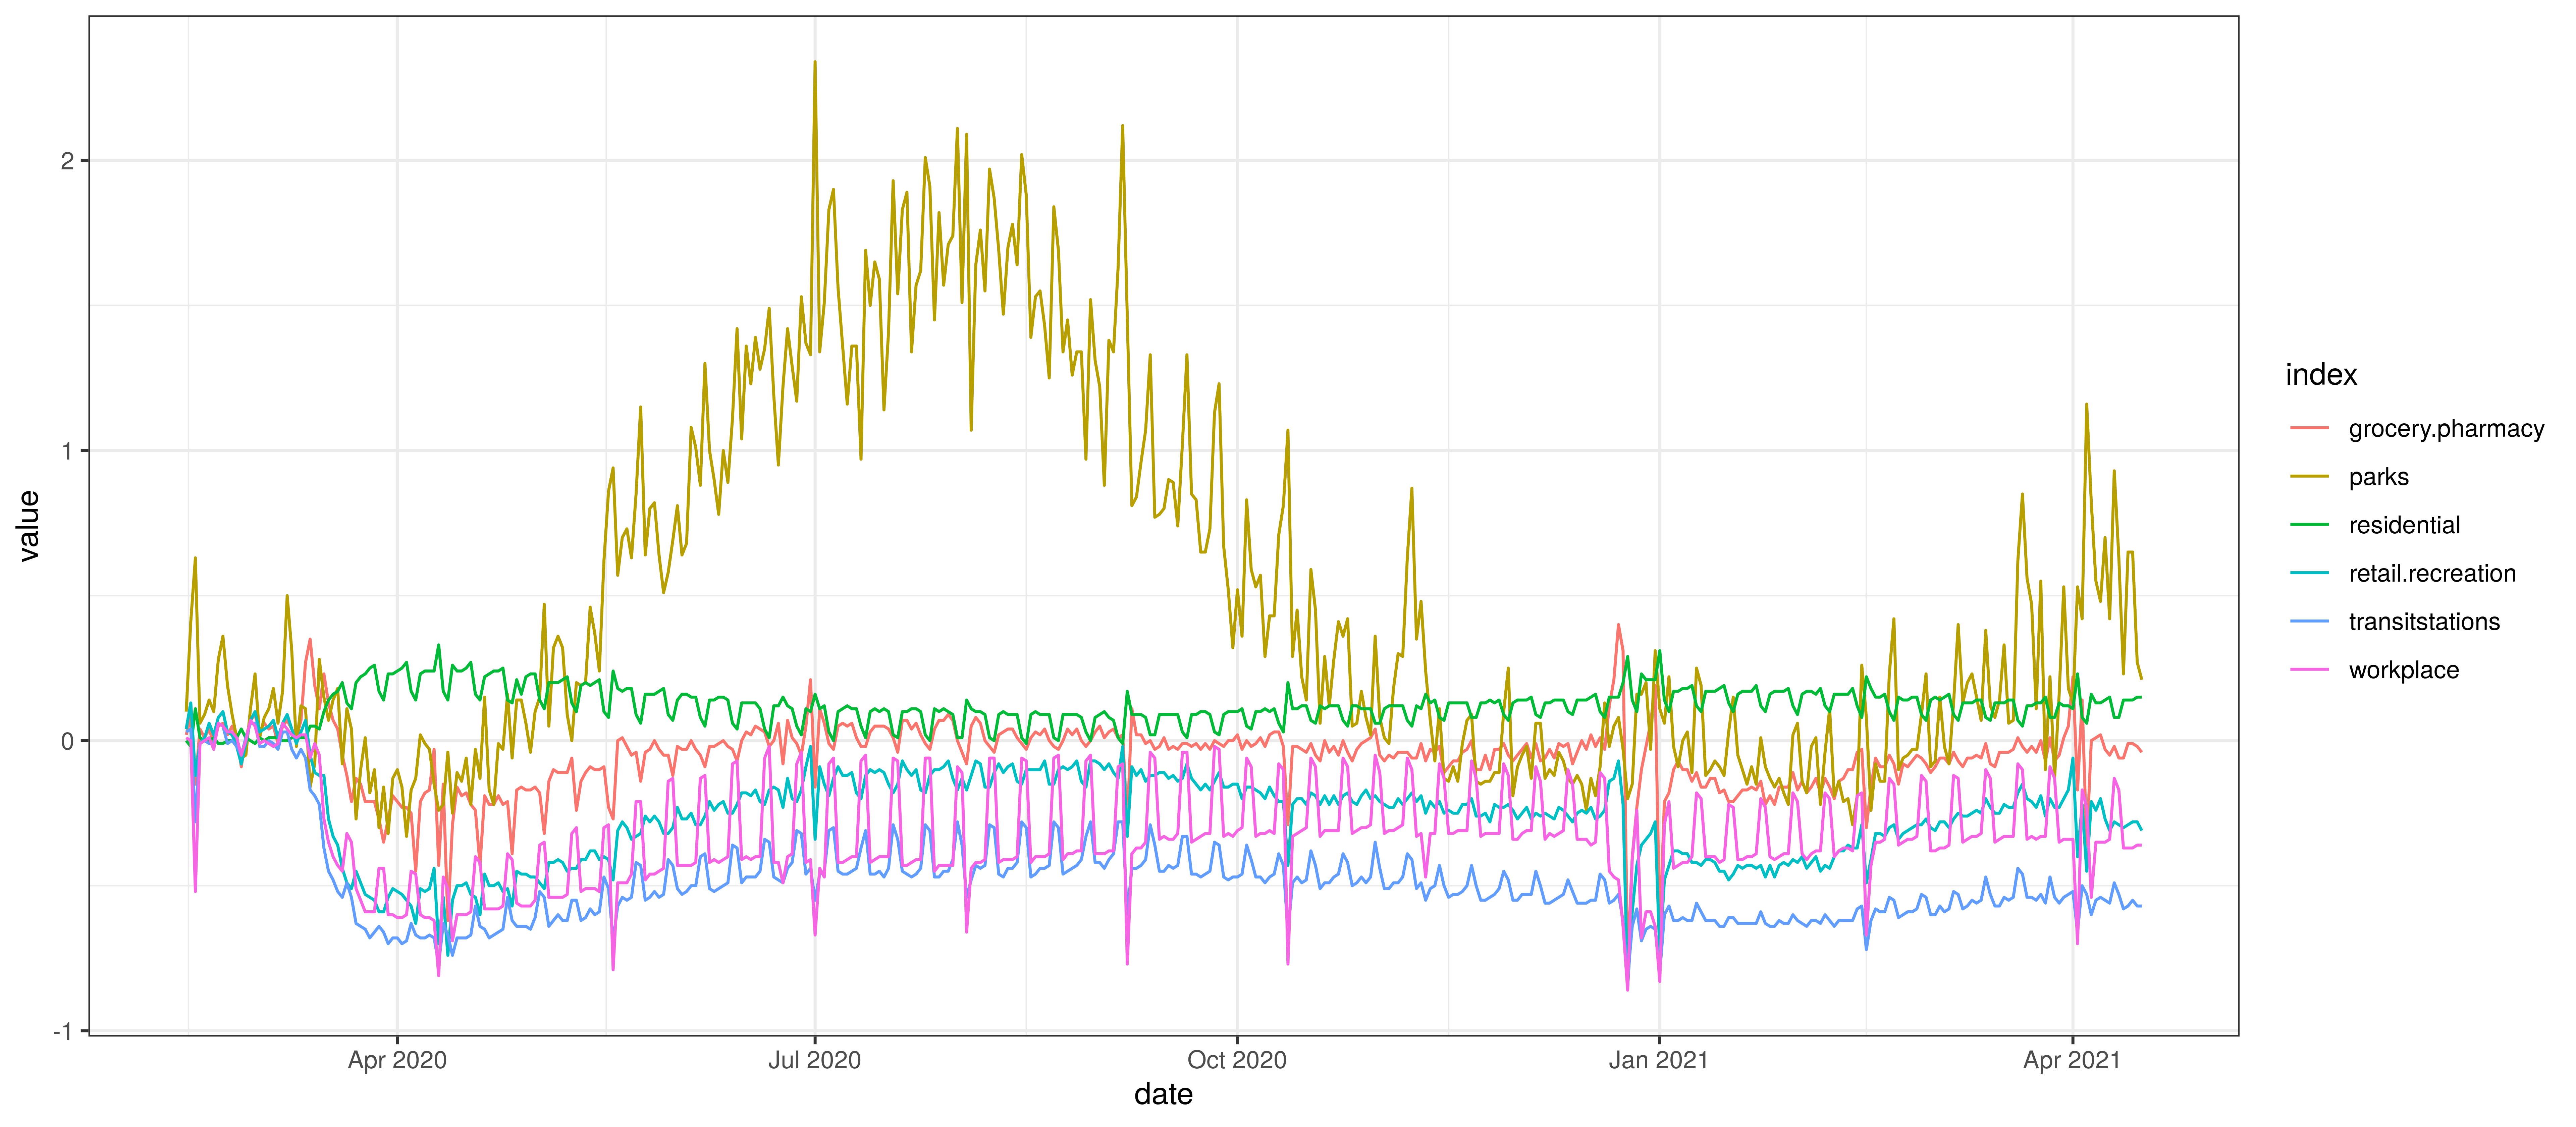 value
2
1
0
-1
Apr 2020
Jul 2020
Oct 2020
Jan 2021
Apr 2021
date
index
grocery.pharmacy
parks
residential
retail.recreation
transitstations
workplace